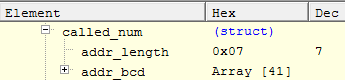 Element Hex Dec
called_num (struct)
addr_length 0x07 7
addr_bcd Array [41]